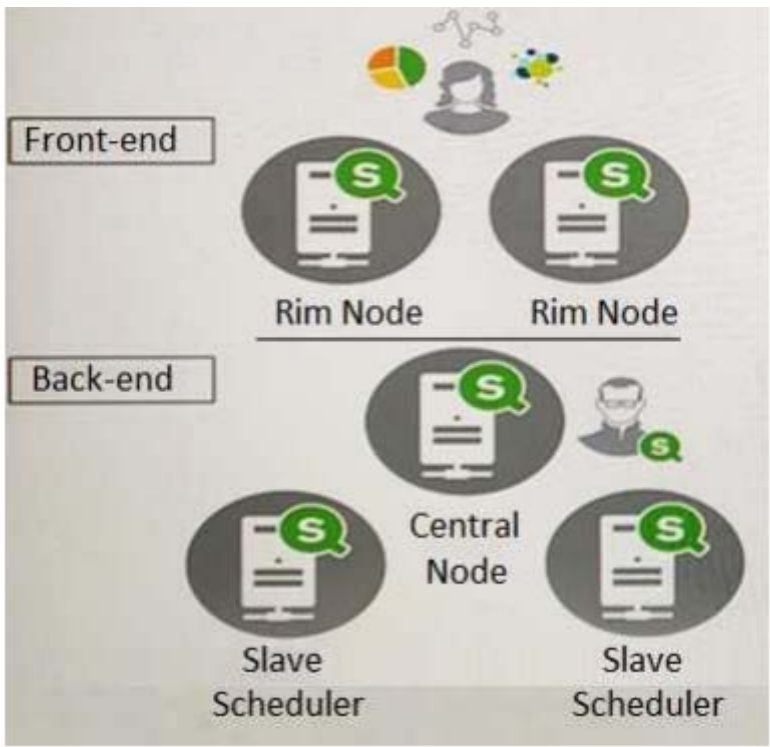 Front-end
S
S
Rim Node
Rim Node
Back-end
S
S
Central
Node
S
S
Slave
Scheduler
Slave
Scheduler